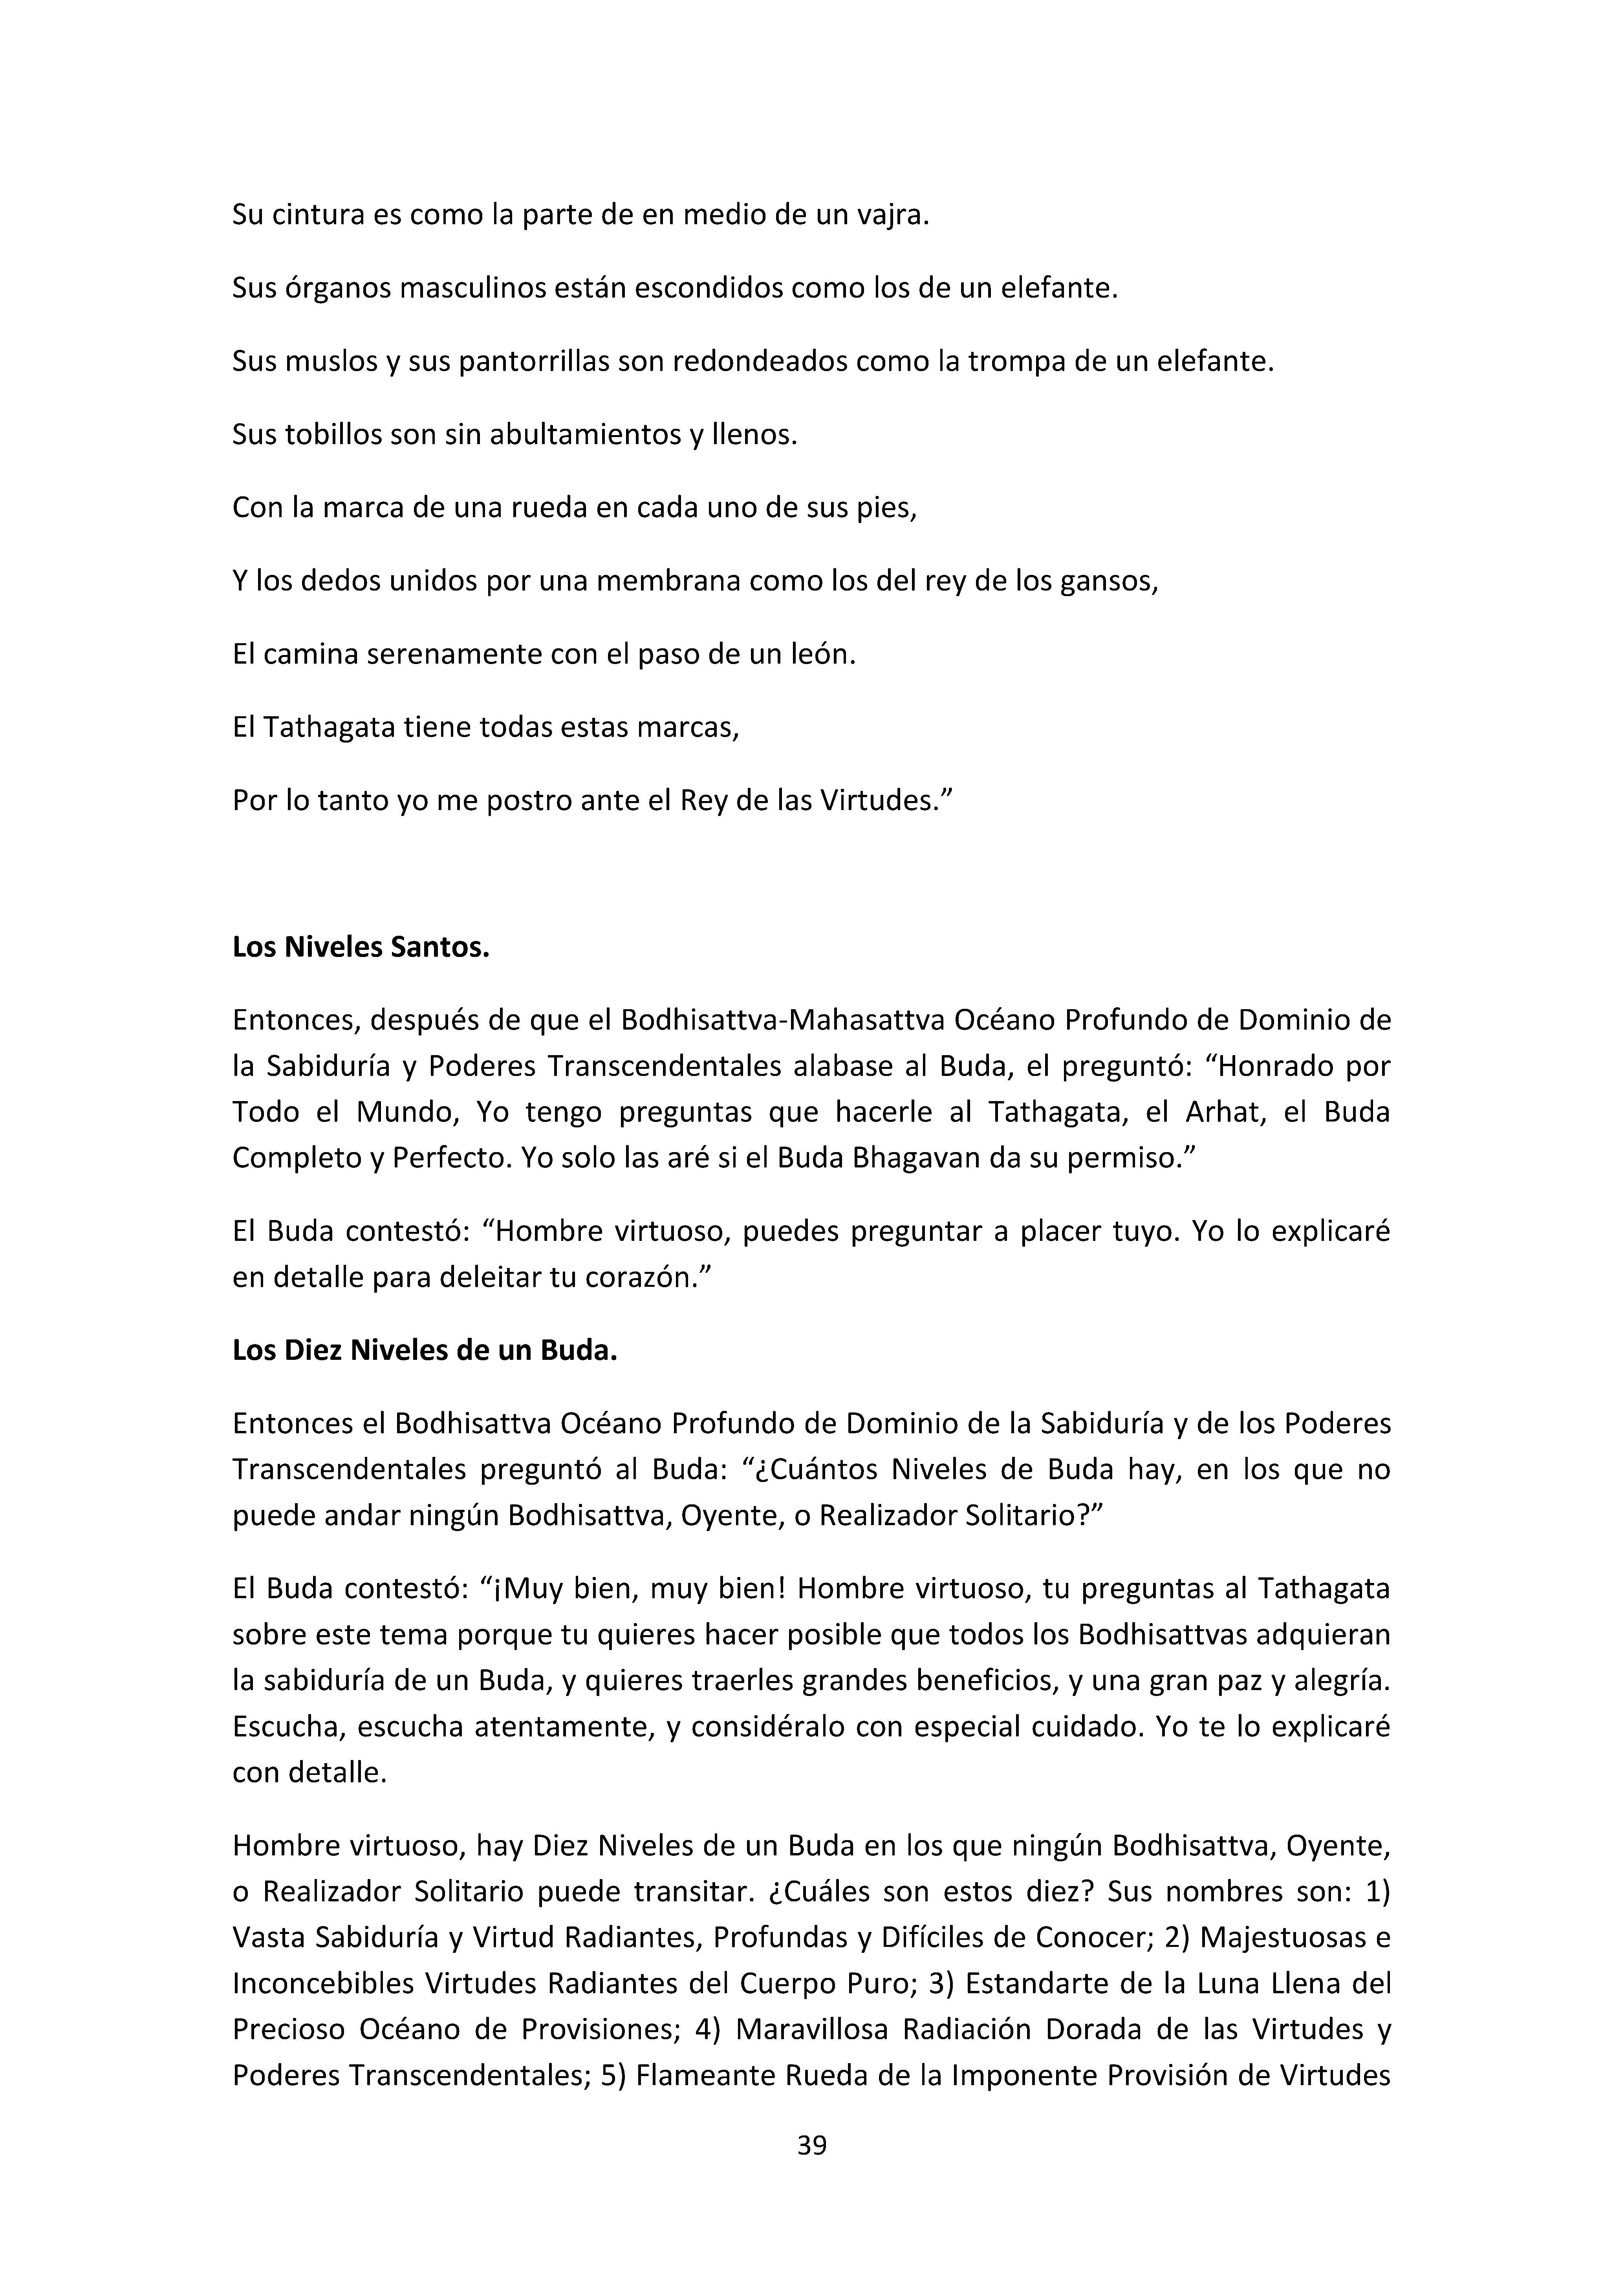 Su cintura es como la parte de en medio de un vajra.
Sus órganos masculinos están escondidos como los de un elefante.
Sus muslos y sus pantorrillas son redondeados como la trompa de un elefante.
Sus tobillos son sin abultamientos y llenos.
Con la marca de una rueda en cada uno de sus pies,
Y los dedos unidos por una membrana como los del rey de los gansos,
El camina serenamente con el paso de un león.
El Tathagata tiene todas estas marcas,
Por lo tanto yo me postro ante el Rey de las Virtudes.”
Los Niveles Santos.
Entonces, después de que el Bodhisattva-Mahasattva Océano Profundo de Dominio de
la Sabiduría y Poderes Transcendentales alabase al Buda, el preguntó: “Honrado por
Todo el Mundo, Yo tengo preguntas que hacerle al Tathagata, el Arhat, el Buda
Completo y Perfecto. Yo solo las aré si el Buda Bhagavan da su permiso.”
El Buda contestó: “Hombre virtuoso, puedes preguntar a placer tuyo. Yo lo explicaré
en detalle para deleitar tu corazón.”
Los Diez Niveles de un Buda.
Entonces el Bodhisattva Océano Profundo de Dominio de la Sabiduría y de los Poderes
Transcendentales preguntó al Buda: “¿Cuántos Niveles de Buda hay, en los que no
puede andar ningún Bodhisattva, Oyente, o Realizador Solitario?”
El Buda contestó: “¡Muy bien, muy bien! Hombre virtuoso, tu preguntas al Tathagata
sobre este tema porque tu quieres hacer posible que todos los Bodhisattvas adquieran
la sabiduría de un Buda, y quieres traerles grandes beneficios, y una gran paz y alegría.
Escucha, escucha atentamente, y considéralo con especial cuidado. Yo te lo explicaré
con detalle.
Hombre virtuoso, hay Diez Niveles de un Buda en los que ningún Bodhisattva, Oyente,
o Realizador Solitario puede transitar. ¿Cuáles son estos diez? Sus nombres son: 1)
Vasta Sabiduría y Virtud Radiantes, Profundas y Difíciles de Conocer; 2) Majestuosas e
Inconcebibles Virtudes Radiantes del Cuerpo Puro; 3) Estandarte de la Luna Llena del
Precioso Océano de Provisiones; 4) Maravillosa Radiación Dorada de las Virtudes y
Poderes Transcendentales; 5) Flameante Rueda de la Imponente Provisión de Virtudes
39